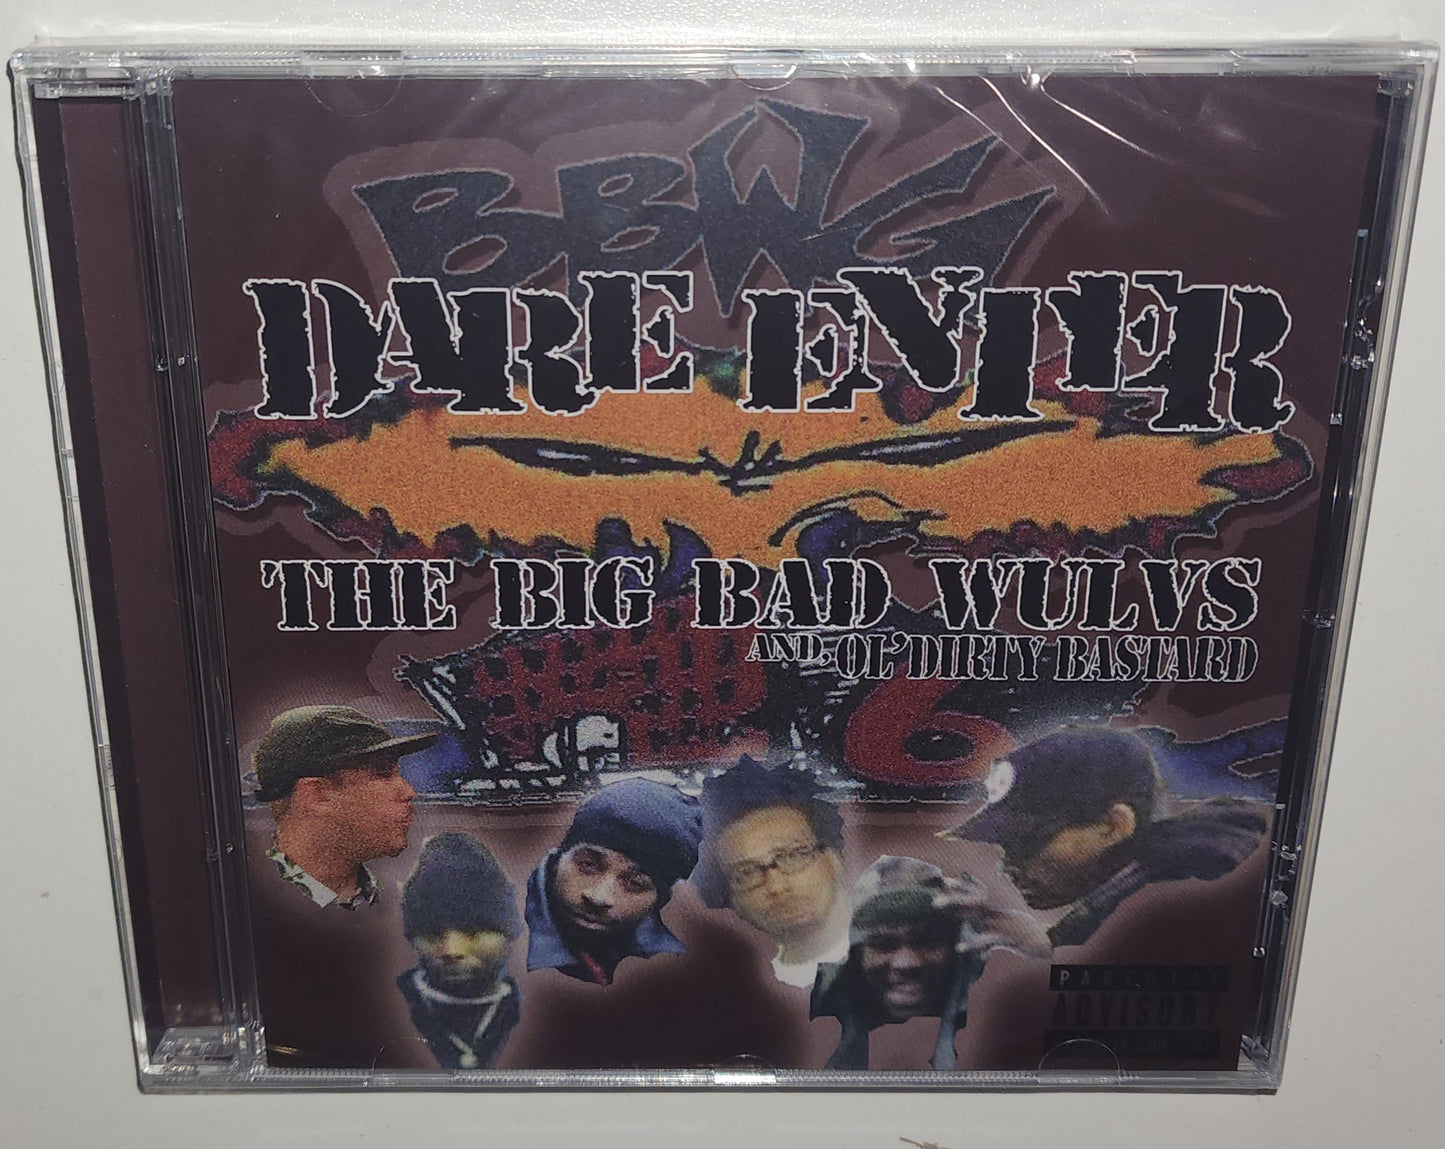 BBWG
DARE ENTER
THE BIG BAD WULVS
AND, OL' DIRTY BASTARD
6
PARENTAL
ADVISORY